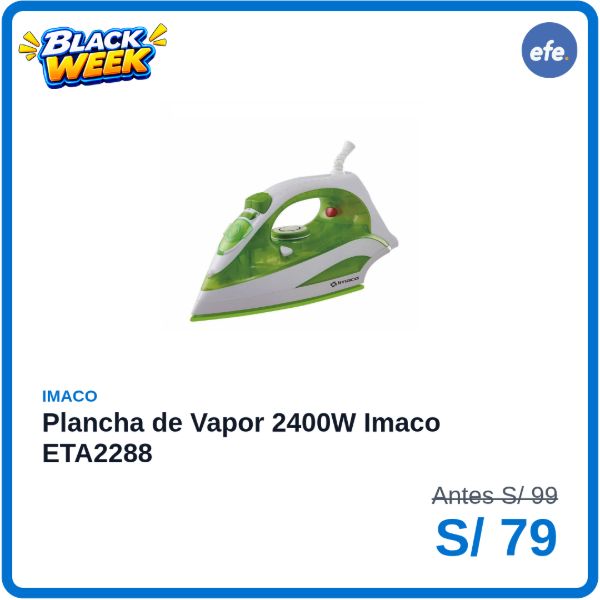 BLACK
WEEK
efe.
imaco
IMACO
Plancha de Vapor 2400W Imaco
ETA2288
Antes S/ 99
S/ 79